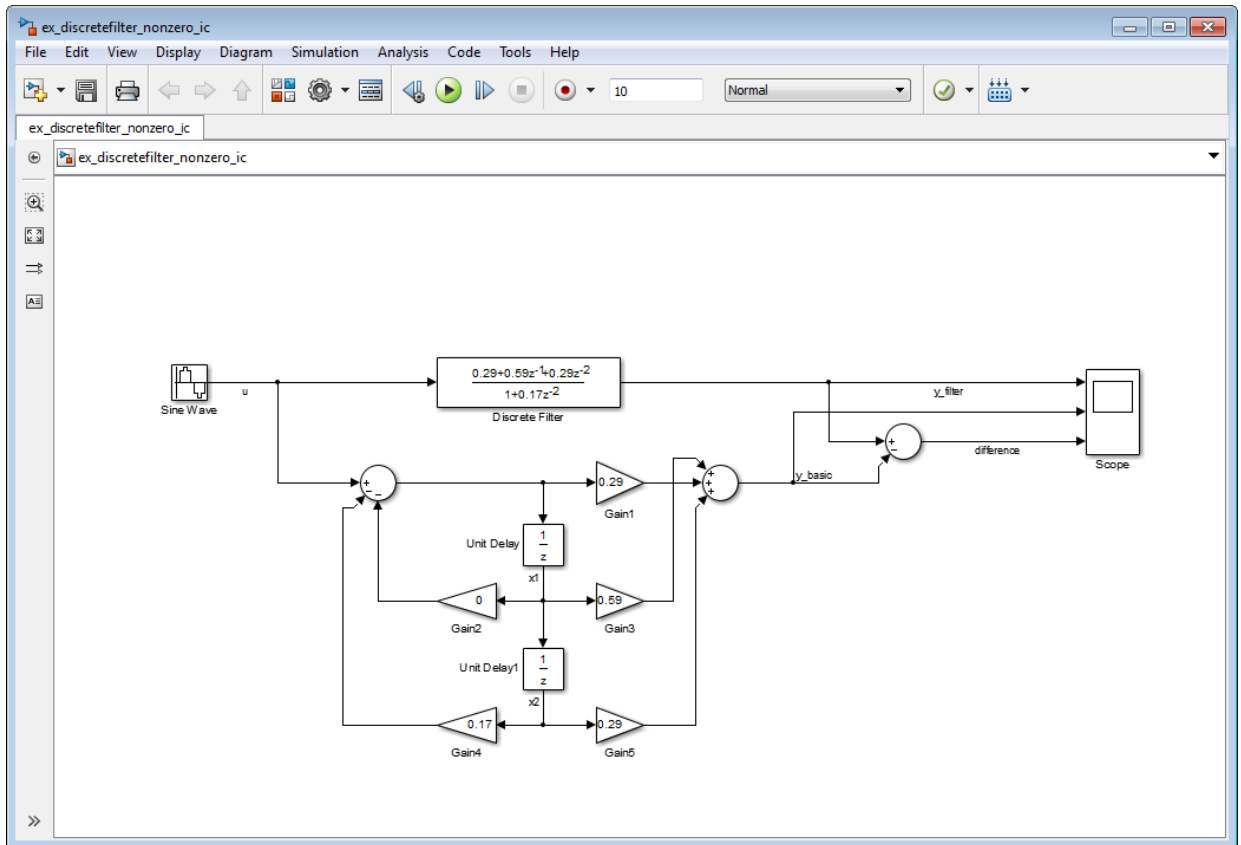 ex_discretefilter_nonzero_ic
File Edit View Display Diagram Simulation Analysis Code Tools Help
10 Normal
ex_discretefilter_nonzero_ic
ex_discretefilter_nonzero_ic
0.29+0.59z-1+0.29z-2
1+0.17z-2
Discrete Filter
Sine Wave
u
y_filter
+
-
difference
Scope
+
-
-
0.29
Gain1
+
+
+
y_basic
Unit Delay
1
z
x1
0
Gain2
0.59
Gain3
Unit Delay1
1
z
x2
0.17
Gain4
0.29
Gain5